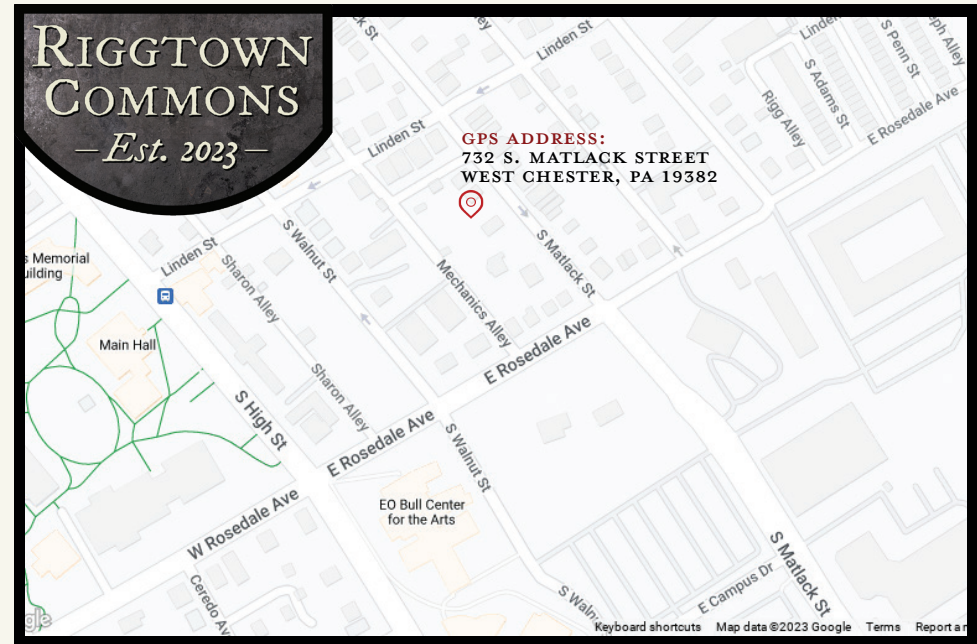 RIGGTOWN
COMMONS
–Est. 2023–
GPS ADDRESS:
732 S. MATLACK STREET
WEST CHESTER, PA 19382
Linden St
S Penn St
S Adams St
Rigg Alley
E Rosedale Ave
Linden St
Linden St
S Walnut St
Sharon Alley
Mechanics Alley
S Matlack St
Memorial
Main Hall
S High St
Sharon Alley
E Rosedale Ave
E Rosedale Ave
S Walnut St
W Rosedale Ave
EO Bull Center
for the Arts
S Matlack St
E Campus Dr
Keyboard shortcuts Map data ©2023 Google Terms